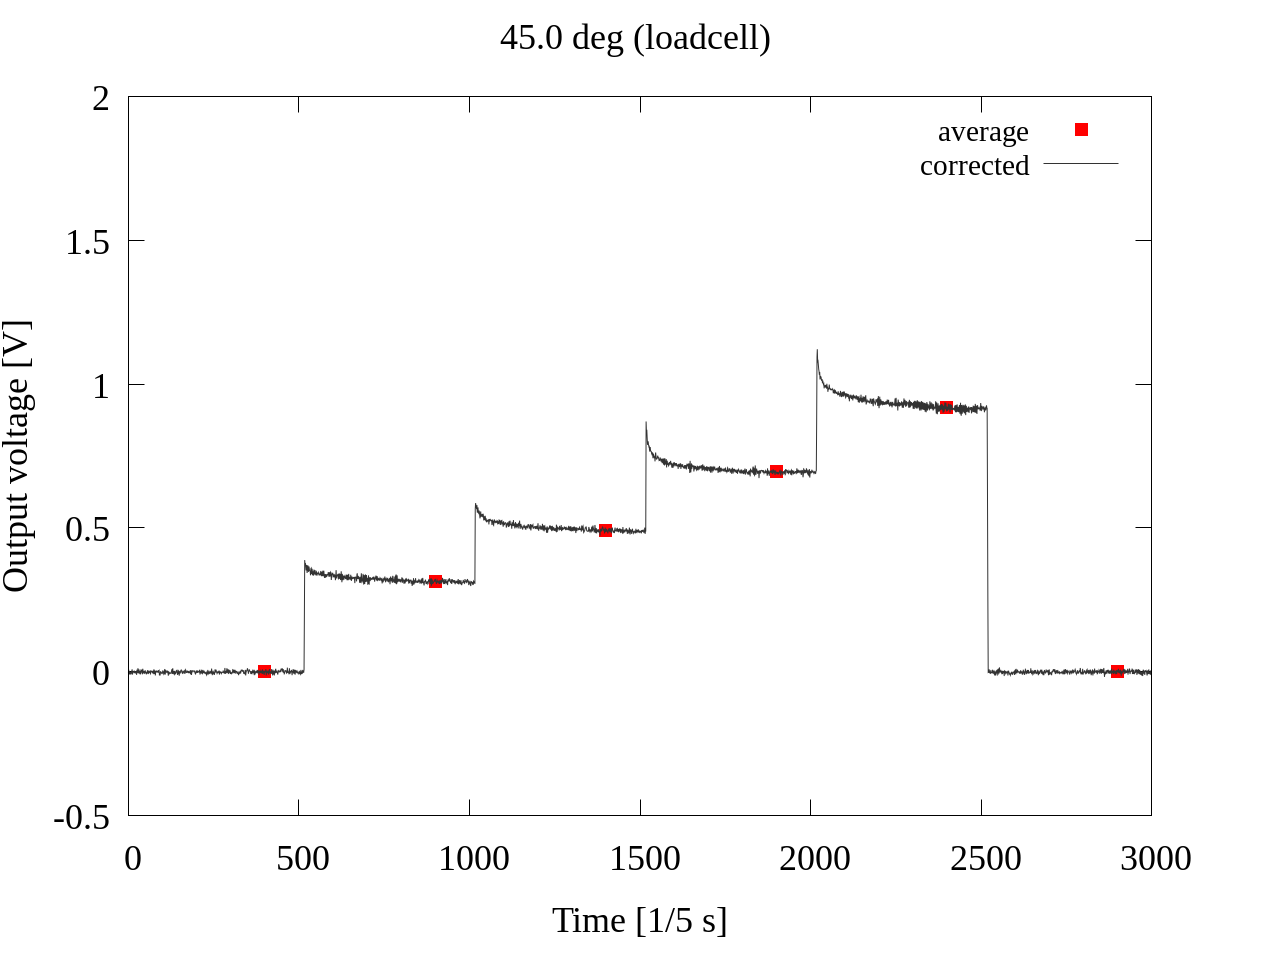 45.0 deg (loadcell)
average
corrected
2
1.5
1
0.5
0
-0.5
Output voltage [V]
0 500 1000 1500 2000 2500 3000
Time [1/5 s]